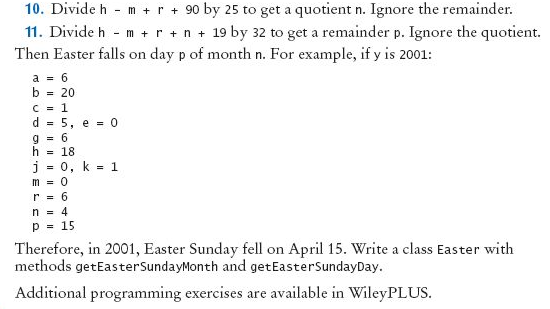 10. Divide h - m + r + 90 by 25 to get a quotient n. Ignore the remainder.
11. Divide h - m + r + n + 19 by 32 to get a remainder p. Ignore the quotient.
Then Easter falls on day p of month n. For example, if y is 2001:
a = 6
b = 20
c = 1
d = 5, e = 0
g = 6
h = 18
j = 0, k = 1
m = 0
r = 6
n = 4
p = 15
Therefore, in 2001, Easter Sunday fell on April 15. Write a class Easter with
methods getEasterSundayMonth and getEasterSundayDay.
Additional programming exercises are available in WileyPLUS.